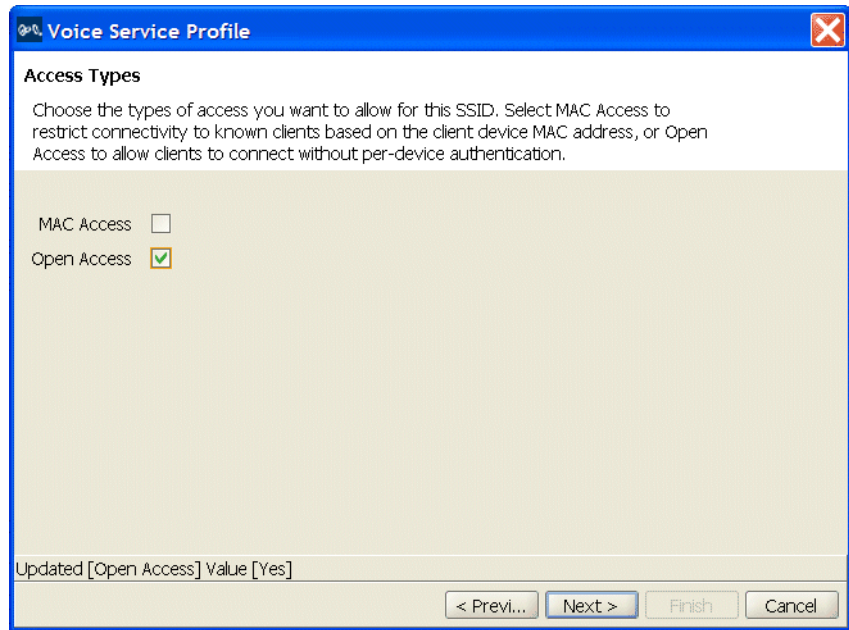 Voice Service Profile
Access Types
Choose the types of access you want to allow for this SSID. Select MAC Access to
restrict connectivity to known clients based on the client device MAC address, or Open
Access to allow clients to connect without per-device authentication.
MAC Access
Open Access
Updated [Open Access] Value [Yes]
< Previ... Next > Finish Cancel